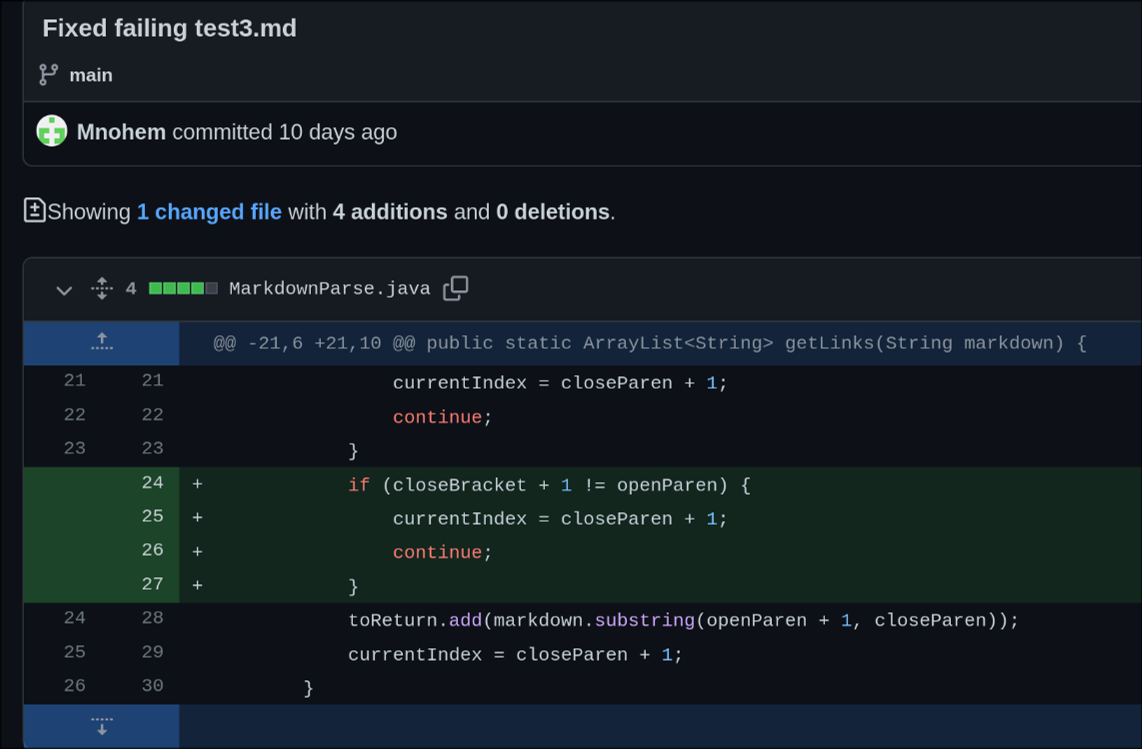 Fixed failing test3.md
main
Mnohem committed 10 days ago
Showing 1 changed file with 4 additions and 0 deletions.
4 MarkdownParse.java
@@ -21,6 +21,10 @@ public static ArrayList<String> getLinks(String markdown) {
21 21 currentIndex = closeParen + 1;
22 22 continue;
23 23 }
24 + if (closeBracket + 1 != openParen) {
25 + currentIndex = closeParen + 1;
26 + continue;
27 + }
24 28 toReturn.add(markdown.substring(openParen + 1, closeParen));
25 29 currentIndex = closeParen + 1;
26 30 }